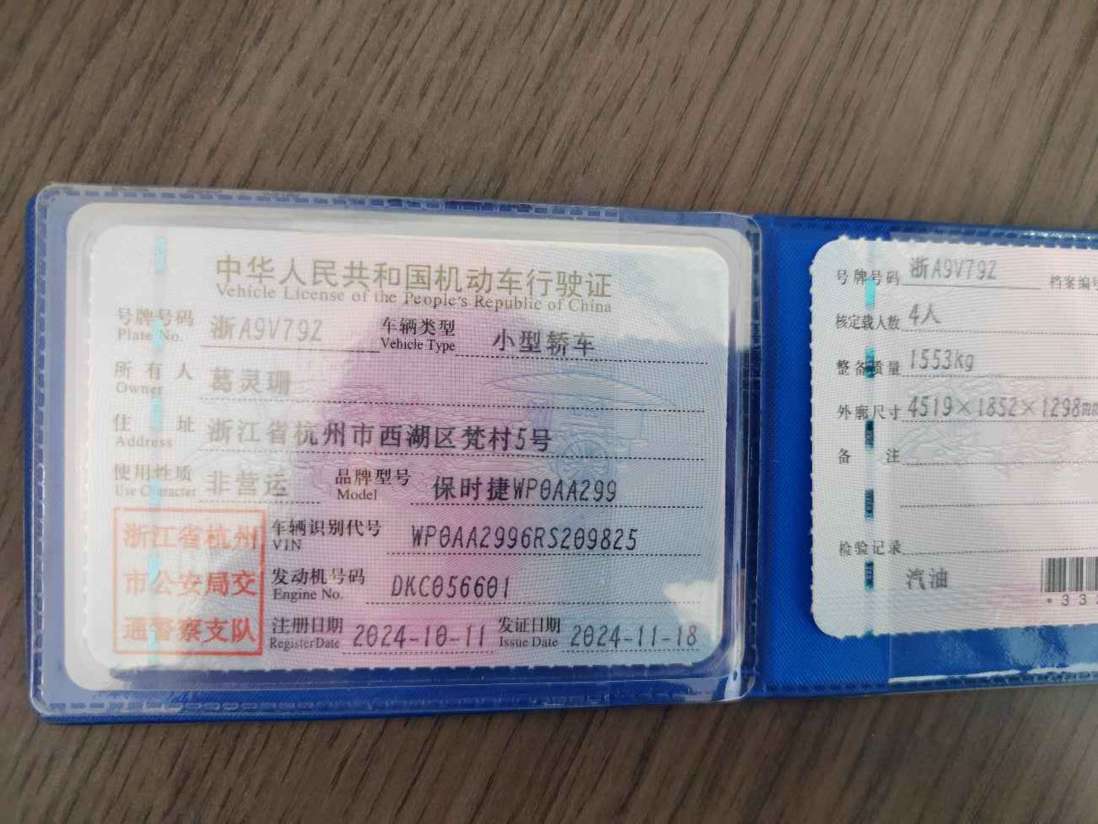 中华人民共和国机动车行驶证
Vehicle License of the People's Republic of China
号牌号码 浙A9V79Z 车辆类型 小型轿车
Plate No. Vehicle Type
所有人 葛灵珊
Owner
住址 浙江省杭州市西湖区梵村5号
Address
使用性质 非营运 品牌型号 保时捷WP0AA299
Use Character Model
浙江省杭州
市公安局交
通警察支队
车辆识别代号 WP0AA2996RS209825
VIN
发动机号码 DKC056601
Engine No.
注册日期 2024-10-11 发证日期 2024-11-18
Register Date Issue Date
号牌号码 浙A9V79Z 档案编号
核定载人数 4人
整备质量 1553kg
外廓尺寸 4519×1852×1298mm
备注
检验记录
汽油
*33